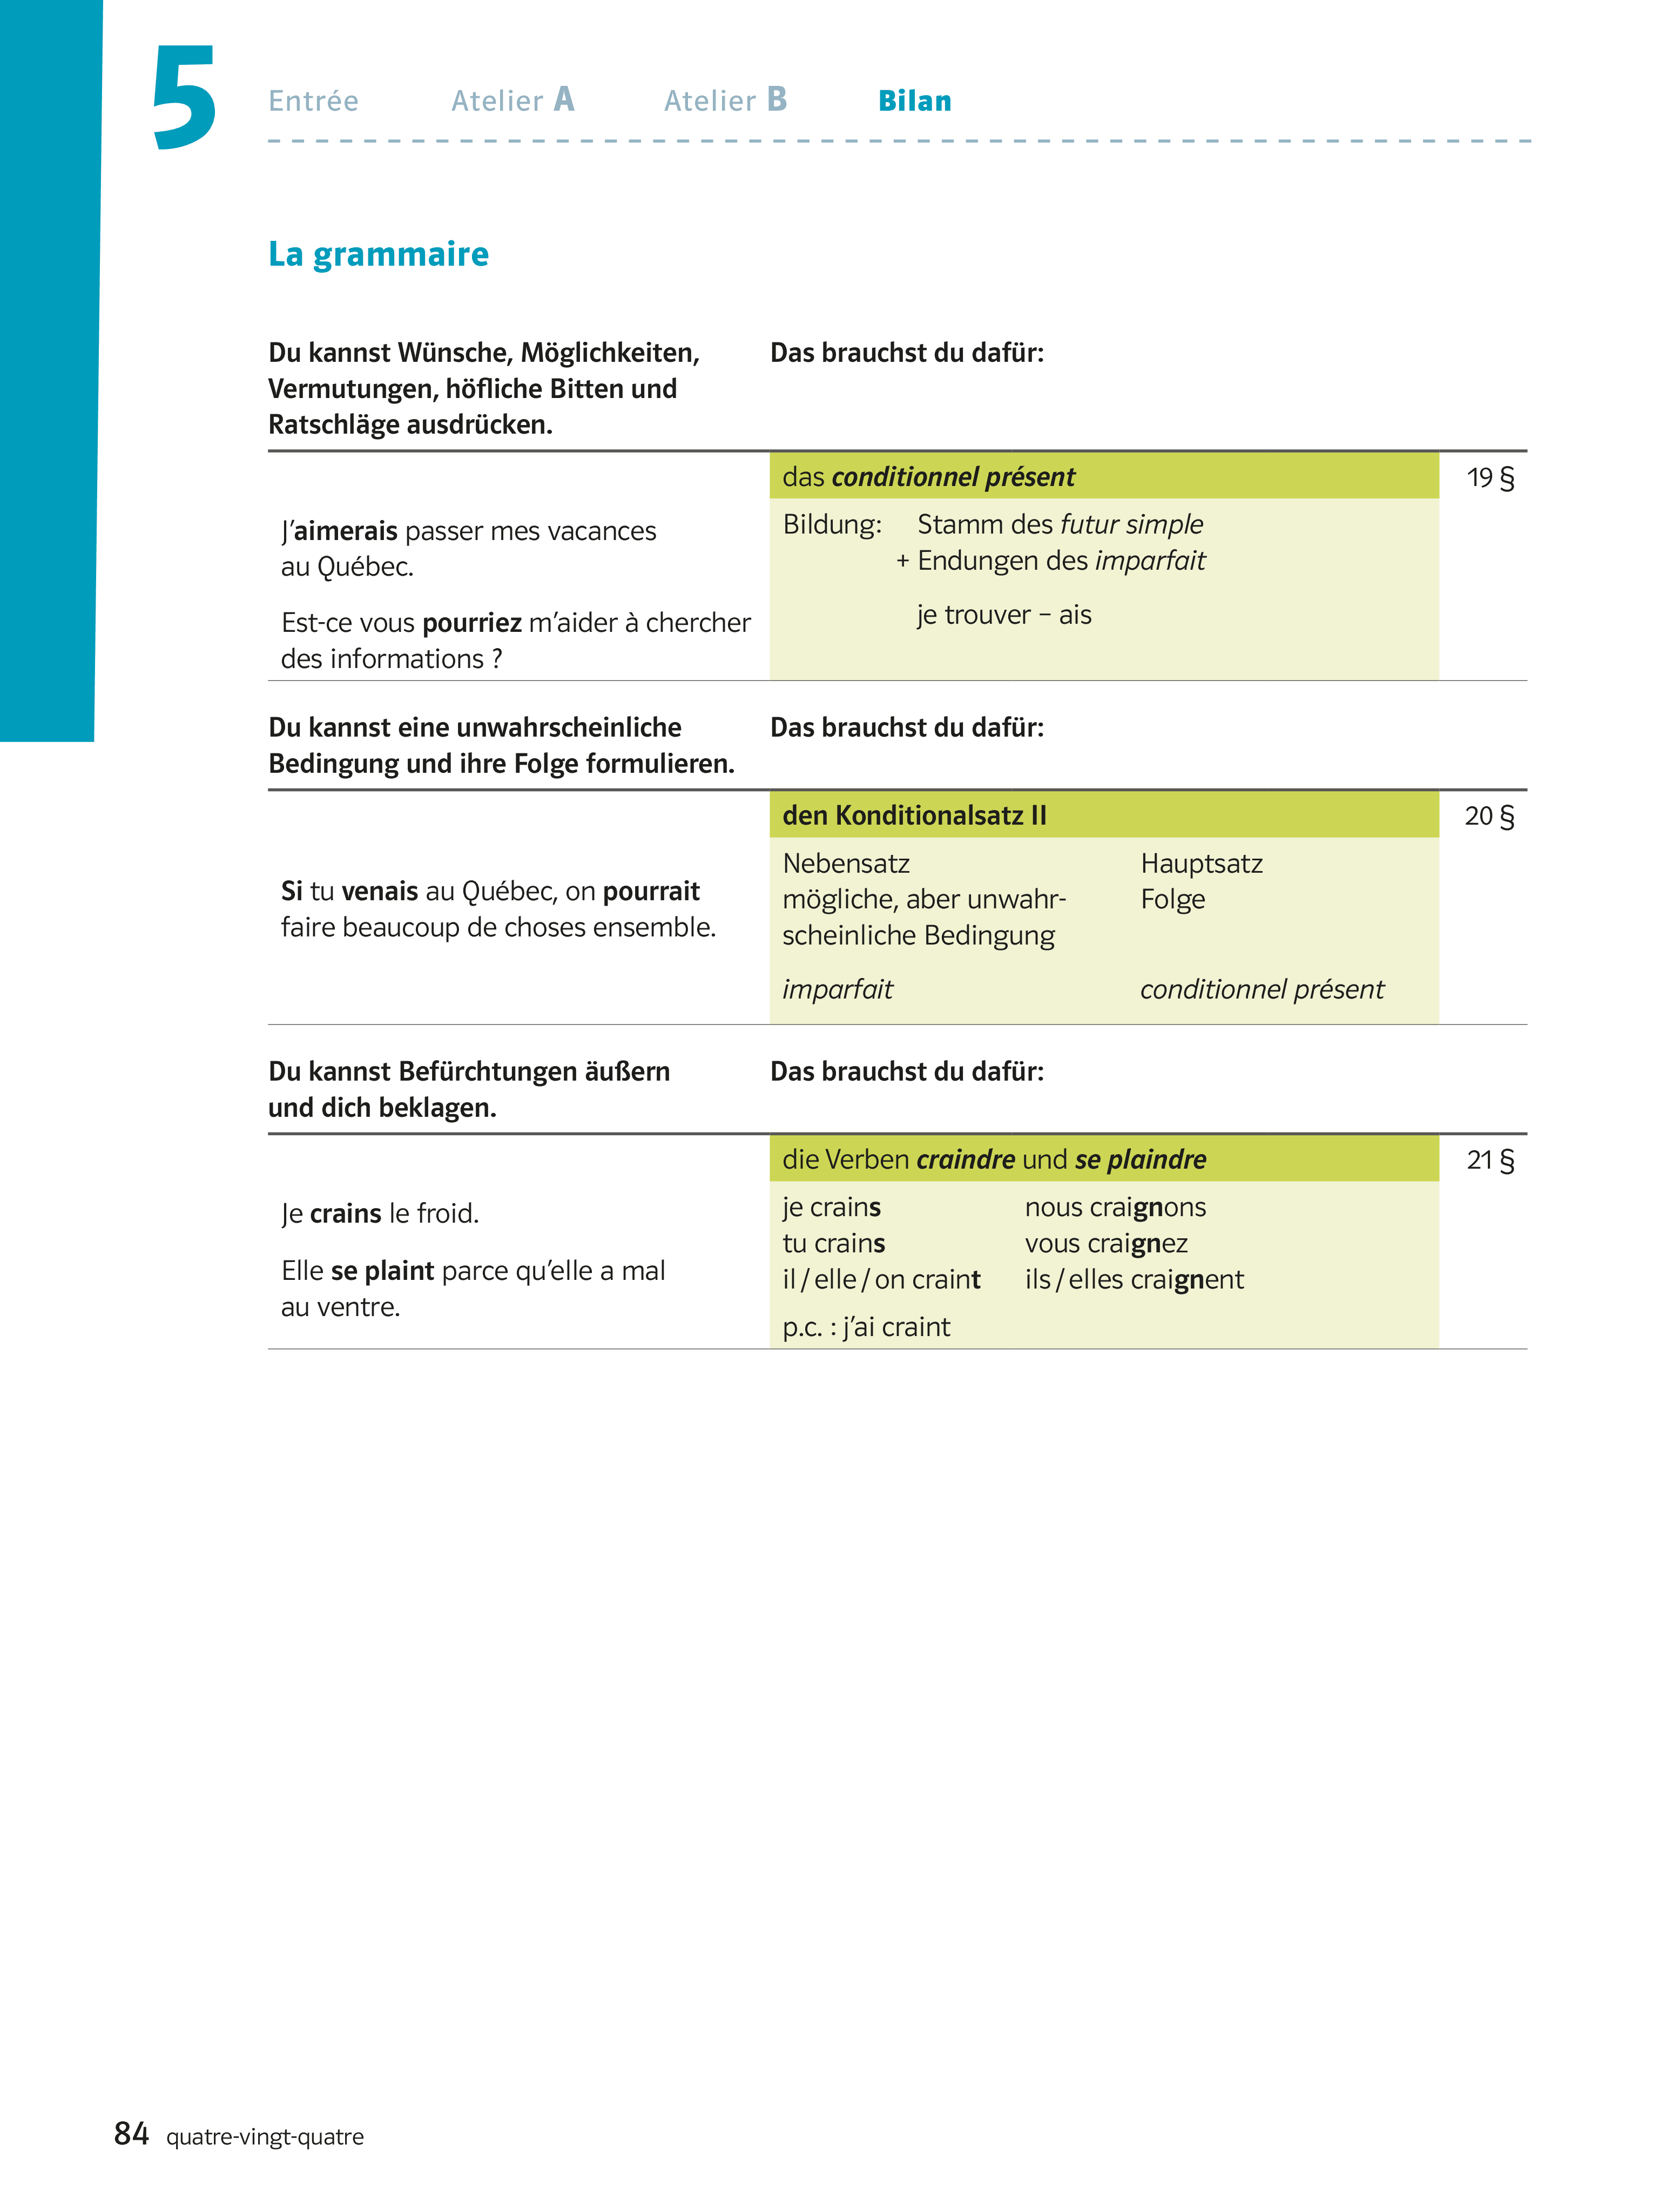 5
Entrée Atelier A Atelier B Bilan
La grammaire
Du kannst Wünsche, Möglichkeiten,
Vermutungen, höfliche Bitten und
Ratschläge ausdrücken.
Das brauchst du dafür:
das conditionnel présent 19 §
J’aimerais passer mes vacances
au Québec.
Est-ce vous pourriez m’aider à chercher
des informations ?
Bildung: Stamm des futur simple
+ Endungen des imparfait
je trouver – ais
Du kannst eine unwahrscheinliche
Bedingung und ihre Folge formulieren.
Das brauchst du dafür:
den Konditionalsatz II 20 §
Si tu venais au Québec, on pourrait
faire beaucoup de choses ensemble.
Nebensatz Hauptsatz
mögliche, aber unwahr- Folge
scheinliche Bedingung
imparfait conditionnel présent
Du kannst Befürchtungen äußern
und dich beklagen.
Das brauchst du dafür:
die Verben craindre und se plaindre 21 §
Je crains le froid.
Elle se plaint parce qu’elle a mal
au ventre.
je crains nous craignons
tu crains vous craignez
il / elle / on craint ils / elles craignent
p.c. : j’ai craint
84 quatre-vingt-quatre